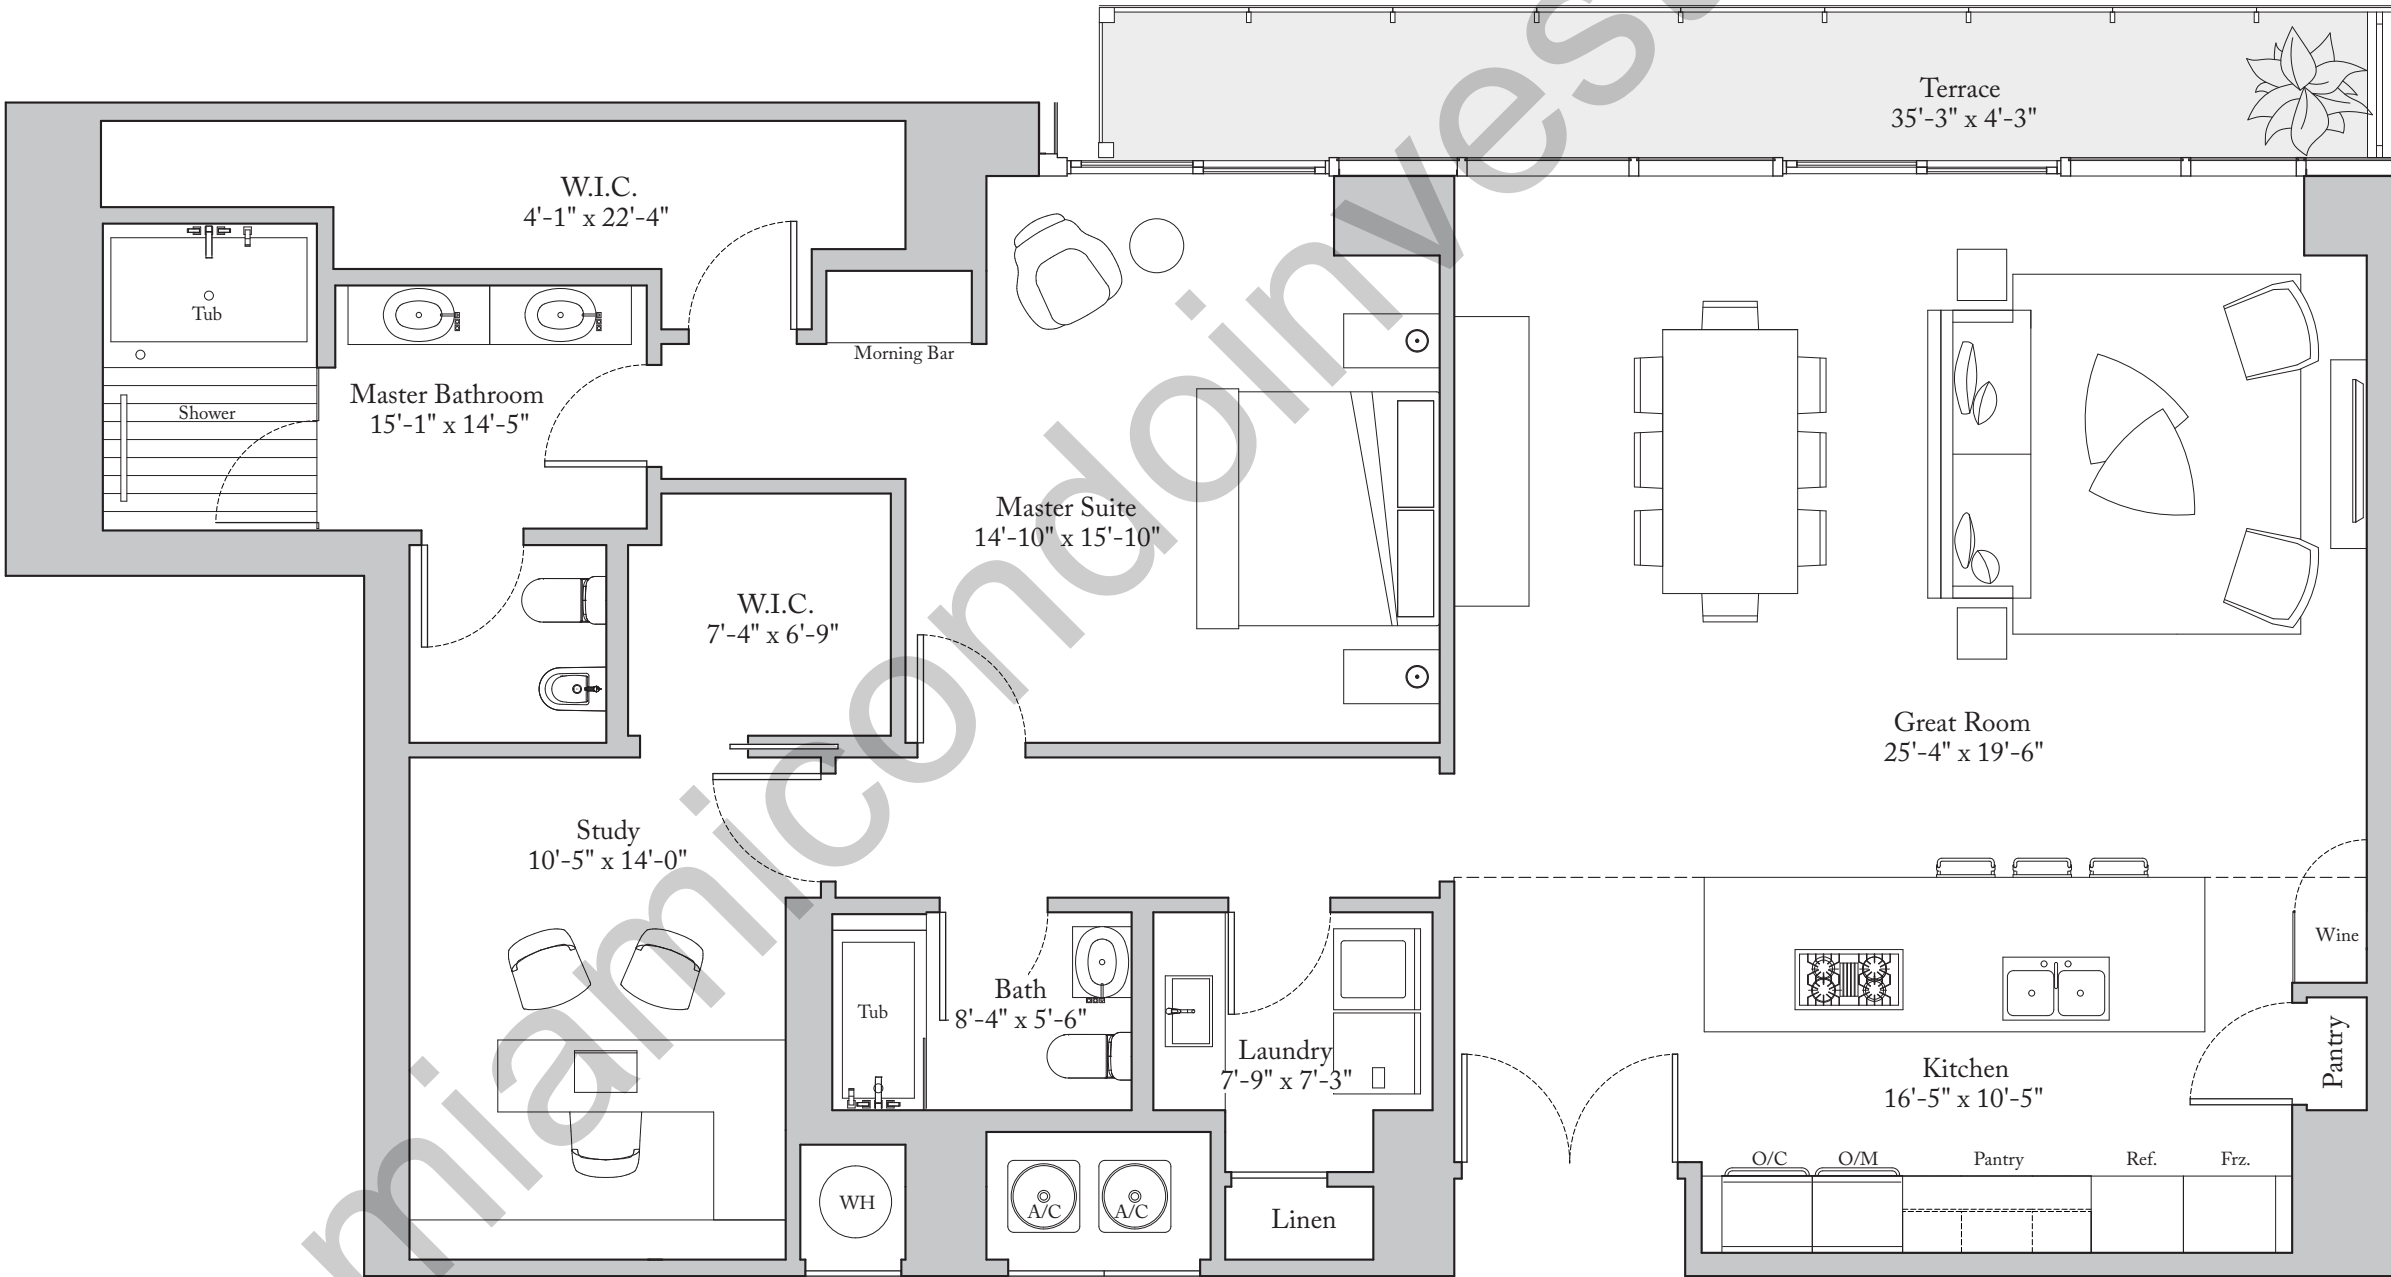 Terrace
35'-3" x 4'-3"
W.I.C.
4'-1" x 22'-4"
Tub
Morning Bar
Master Bathroom
15'-1" x 14'-5"
Shower
Master Suite
14'-10" x 15'-10"
W.I.C.
7'-4" x 6'-9"
Great Room
25'-4" x 19'-6"
Study
10'-5" x 14'-0"
Wine
Bath
8'-4" x 5'-6"
Tub
Laundry
7'-9" x 7'-3"
Kitchen
16'-5" x 10'-5"
Pantry
O/C
O/M
Pantry
Ref.
Frz.
WH
A/C
A/C
Linen
miamicondoinvest